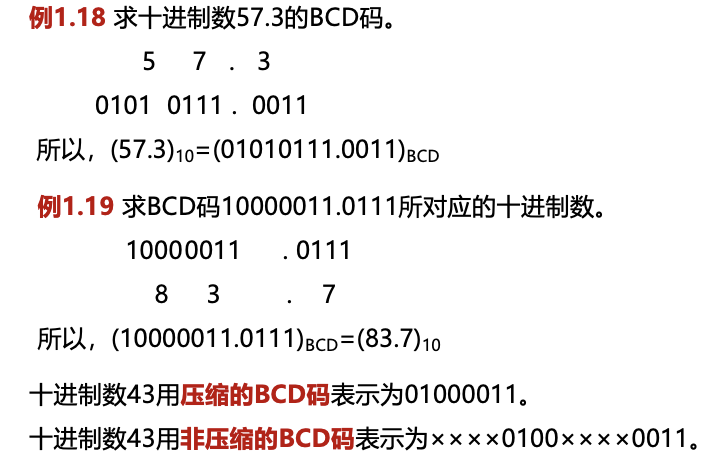 例1.18 求十进制数57.3的BCD码。
5 7 . 3
0101 0111 . 0011
所以，(57.3)₁₀=(01010111.0011)BCD
例1.19 求BCD码10000011.0111所对应的十进制数。
10000011 . 0111
8 3 . 7
所以，(10000011.0111)BCD=(83.7)₁₀
十进制数43用压缩的BCD码表示为01000011。
十进制数43用非压缩的BCD码表示为××××0100××××0011。